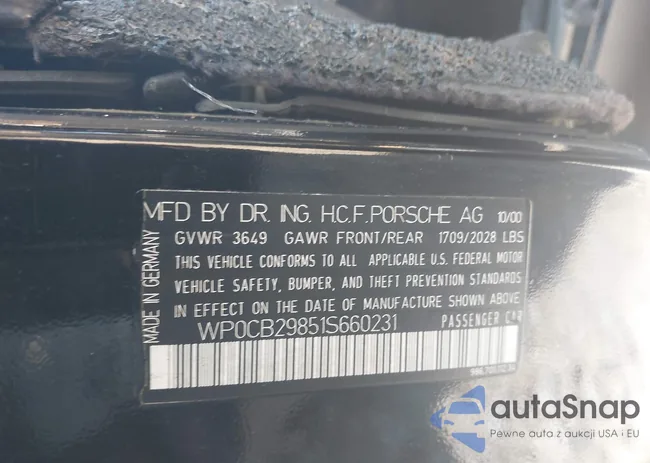 MFD BY DR. ING. H.C.F. PORSCHE AG 10/00
GVWR 3649 GAWR FRONT/REAR 1709/2028 LBS
THIS VEHICLE CONFORMS TO ALL APPLICABLE U.S. FEDERAL MOTOR
VEHICLE SAFETY, BUMPER, AND THEFT PREVENTION STANDARDS
IN EFFECT ON THE DATE OF MANUFACTURE SHOWN ABOVE
WP0CB29851S660231 PASSENGER CAR
MADE IN GERMANY
autaSnap
Pewne auta z aukcji USA i EU